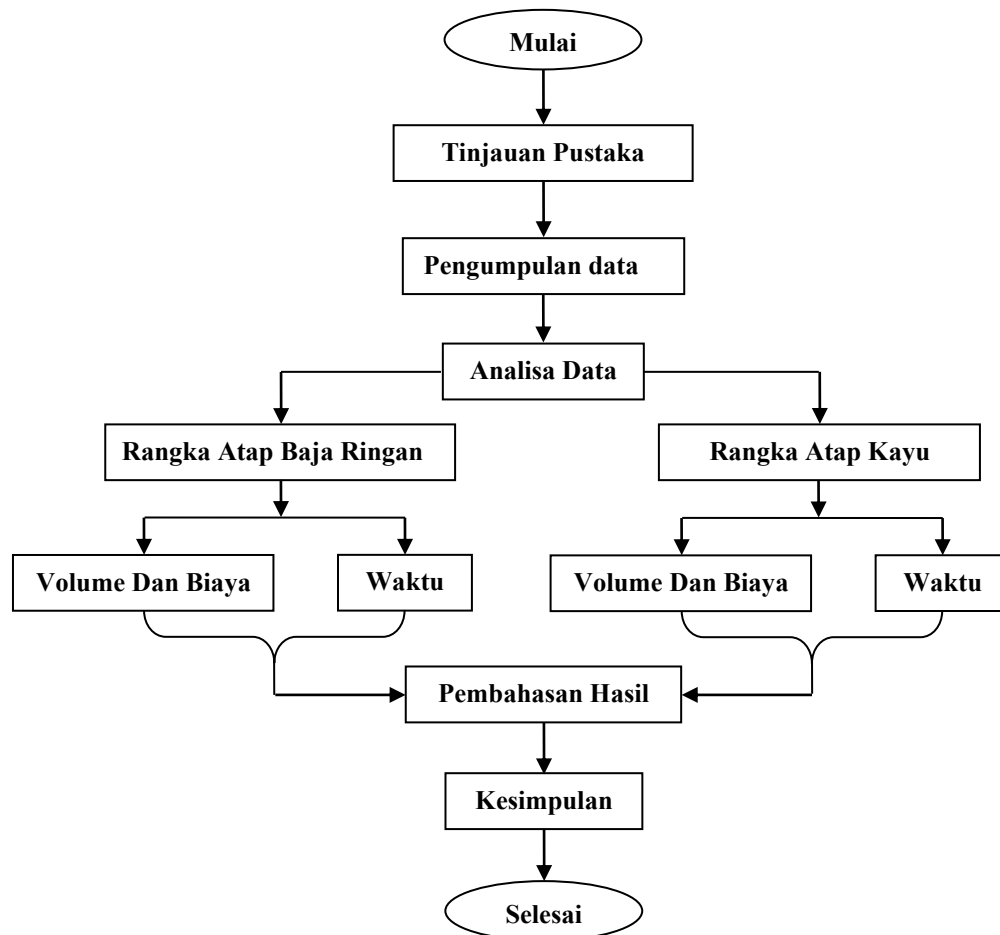 Mulai
Tinjauan Pustaka
Pengumpulan data
Analisa Data
Rangka Atap Baja Ringan
Rangka Atap Kayu
Volume Dan Biaya
Waktu
Volume Dan Biaya
Waktu
Pembahasan Hasil
Kesimpulan
Selesai